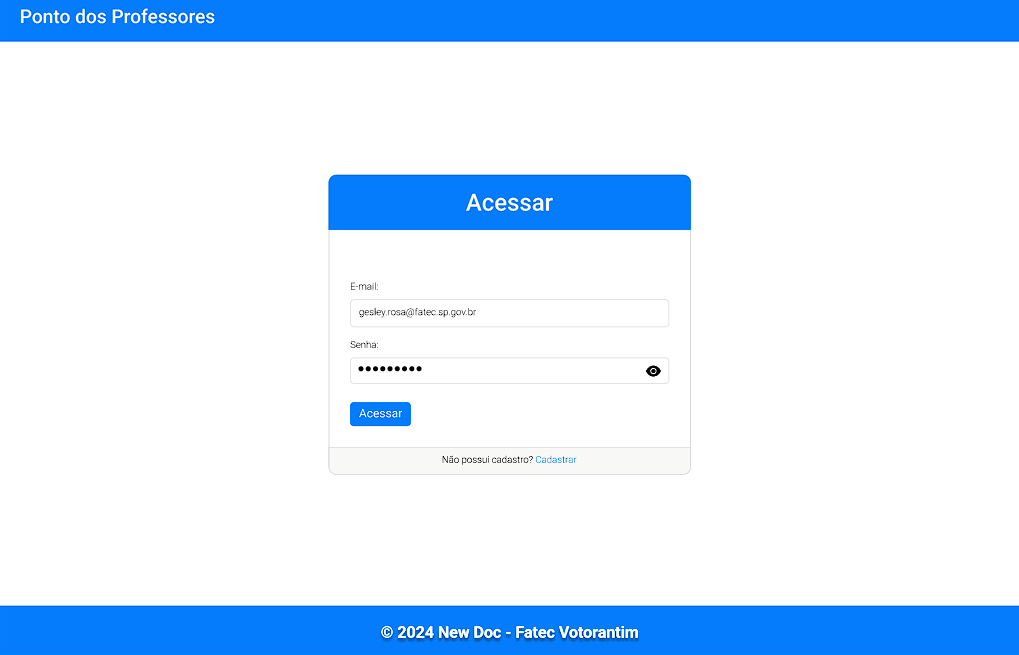 Ponto dos Professores
Acessar
E-mail:
gesley.rosa@fatec.sp.gov.br
Senha:
•••••••••
Acessar
Não possui cadastro? Cadastrar
© 2024 New Doc - Fatec Votorantim